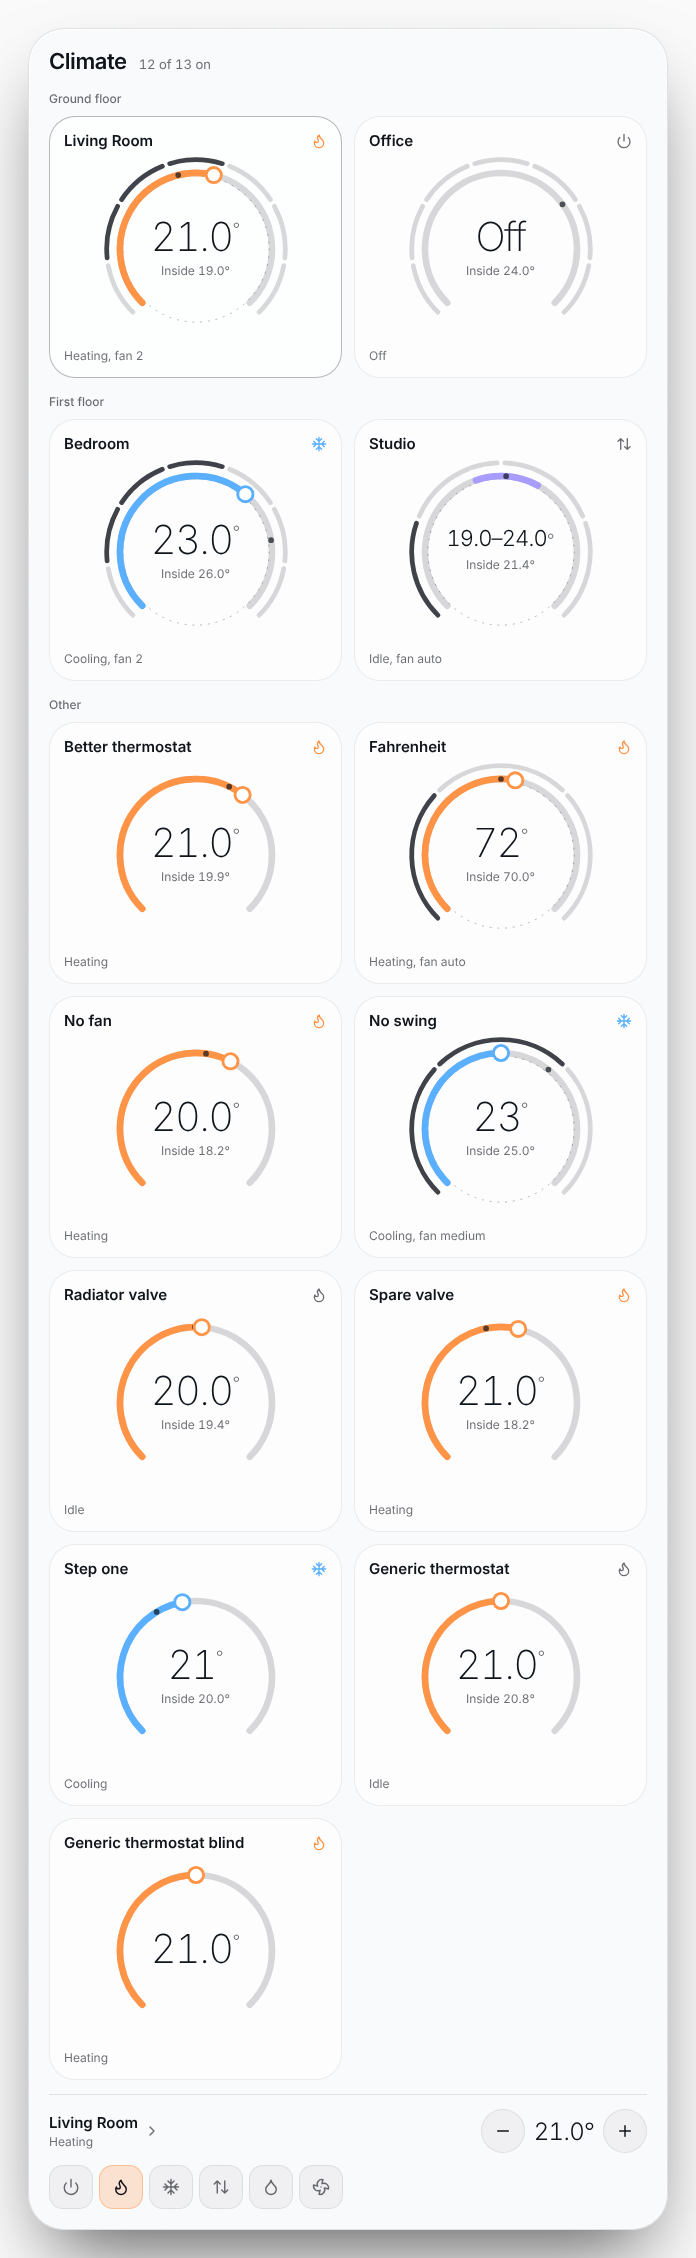 Climate 12 of 13 on
Ground floor
Living Room
21.0°
Inside 19.0°
Heating, fan 2
Office
Off
Inside 24.0°
Off
First floor
Bedroom
23.0°
Inside 26.0°
Cooling, fan 2
Studio
19.0–24.0°
Inside 21.4°
Idle, fan auto
Other
Better thermostat
21.0°
Inside 19.9°
Heating
Fahrenheit
72°
Inside 70.0°
Heating, fan auto
No fan
20.0°
Inside 18.2°
Heating
No swing
23°
Inside 25.0°
Cooling, fan medium
Radiator valve
20.0°
Inside 19.4°
Idle
Spare valve
21.0°
Inside 18.2°
Heating
Step one
21°
Inside 20.0°
Cooling
Generic thermostat
21.0°
Inside 20.8°
Idle
Generic thermostat blind
21.0°
Heating
Living Room
Heating
21.0°